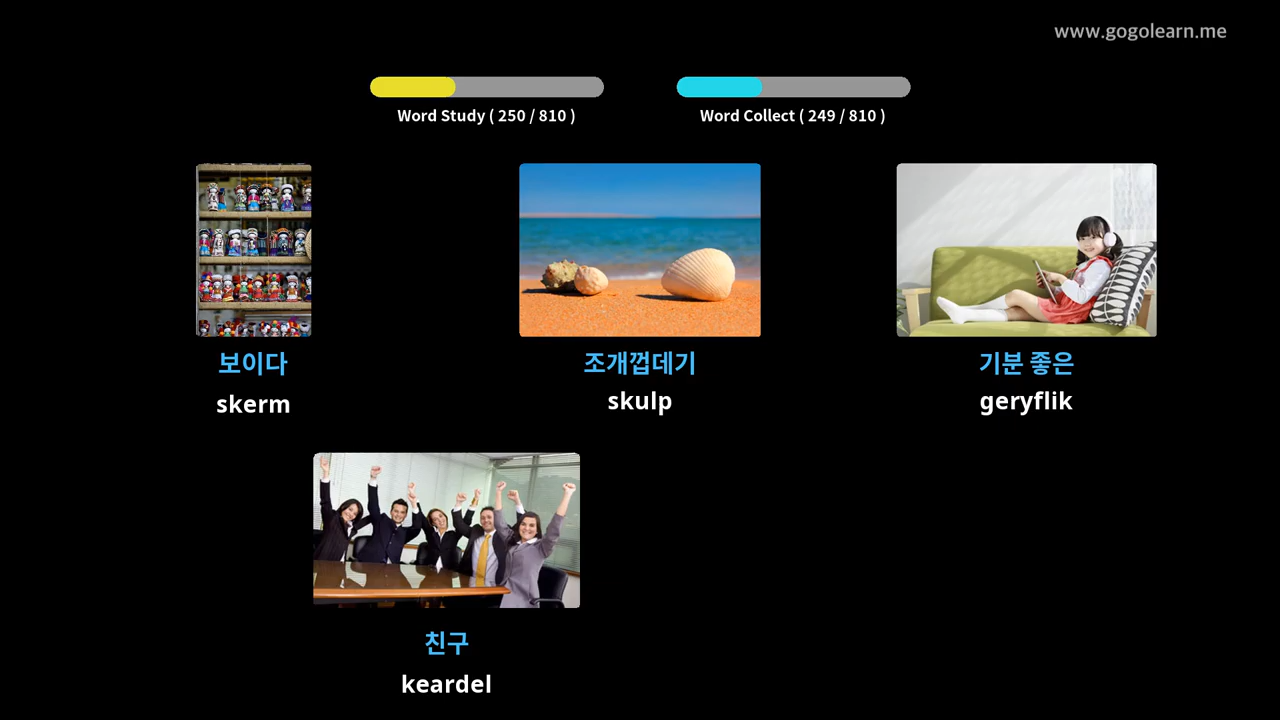 www.gogolearn.me
Word Study ( 250 / 810 )
Word Collect ( 249 / 810 )
보이다
skerm
조개껍데기
skulp
기분 좋은
geryflik
친구
keardel